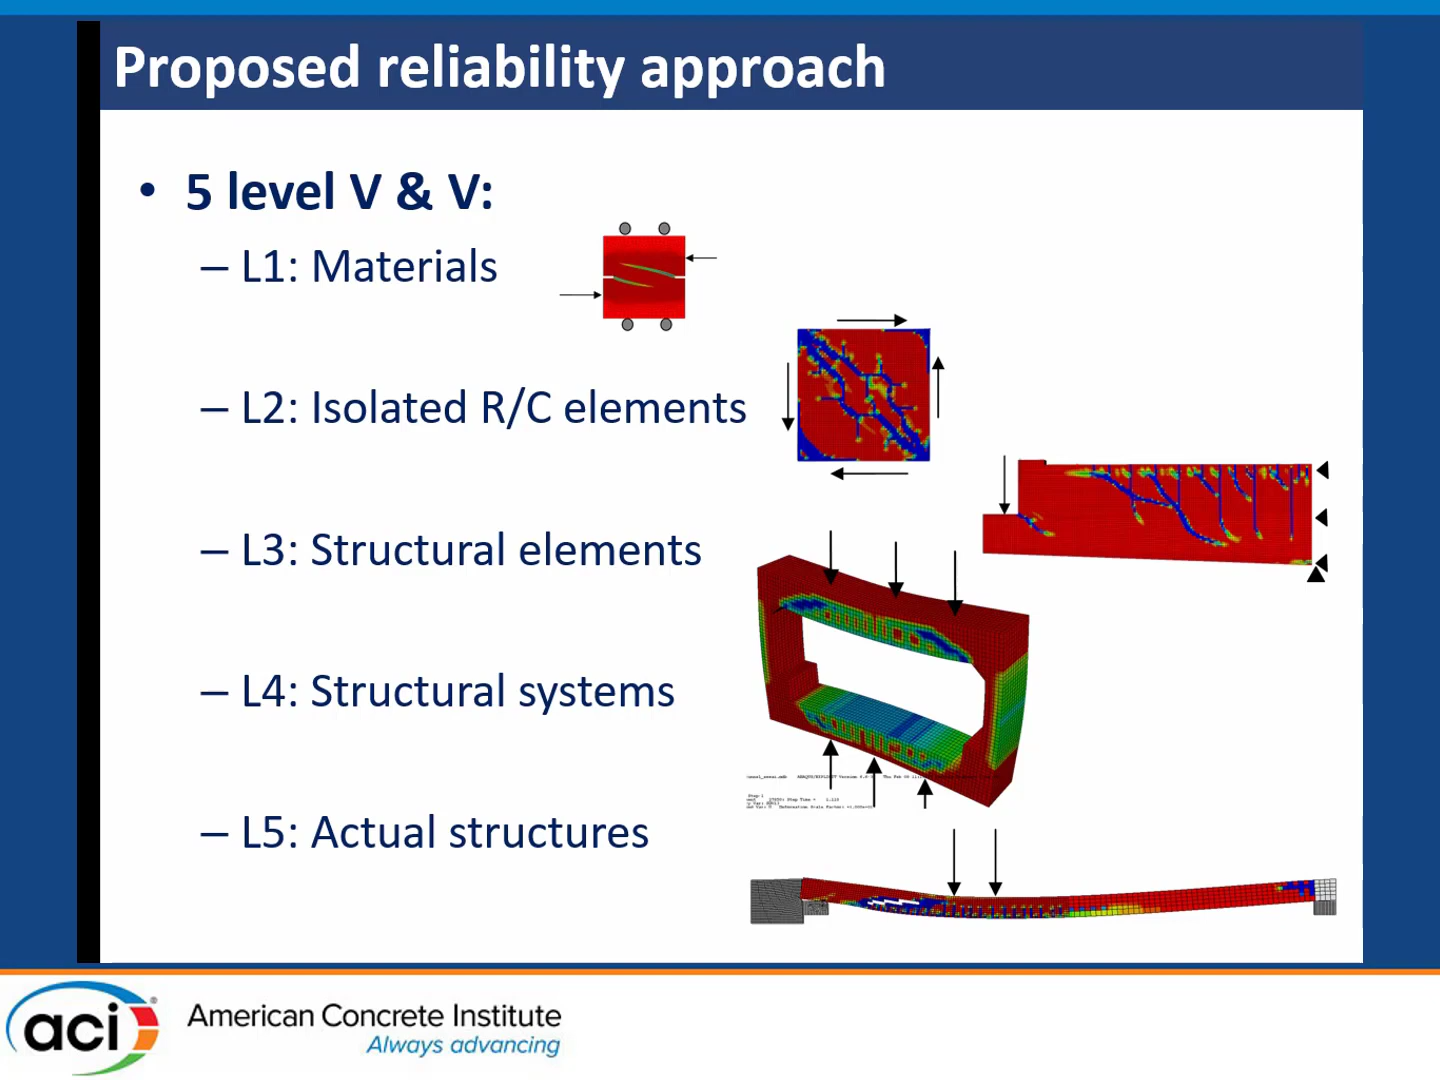 Proposed reliability approach
• 5 level V & V:
– L1: Materials
– L2: Isolated R/C elements
– L3: Structural elements
– L4: Structural systems
– L5: Actual structures
aci®
American Concrete Institute
Always advancing